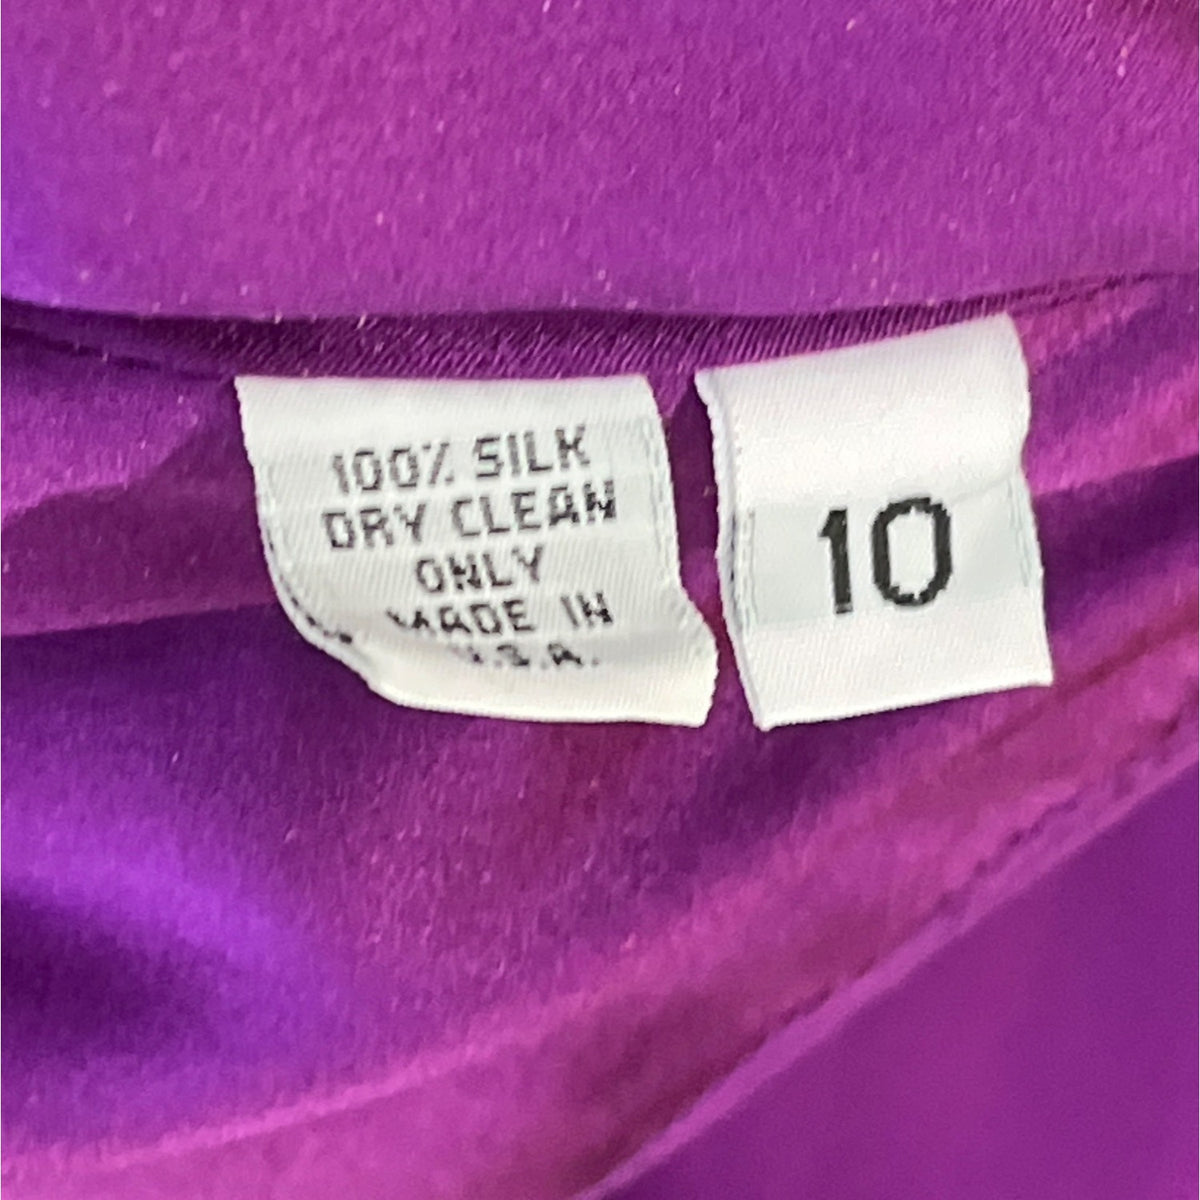 100% SILK
DRY CLEAN
ONLY
MADE IN
U.S.A.
10